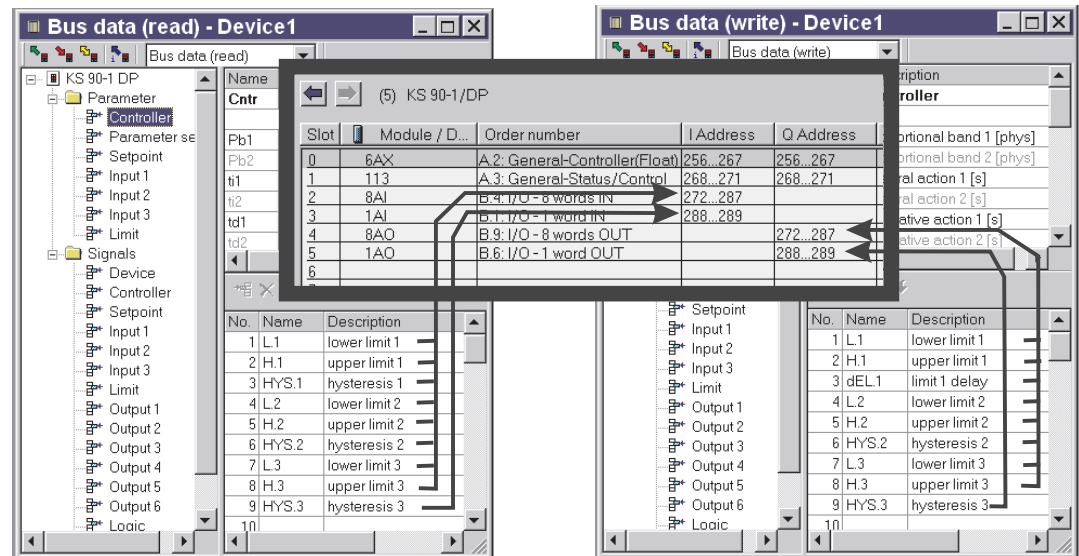 Bus data (read) - Device1
Bus data (read)
KS 90-1 DP
Parameter
Controller
Parameter se
Setpoint
Input 1
Input 2
Input 3
Limit
Signals
Device
Controller
Setpoint
Input 1
Input 2
Input 3
Limit
Output 1
Output 2
Output 3
Output 4
Output 5
Output 6
Logic
Name
Cntr
Pb1
Pb2
ti1
ti2
td1
td2
No. Name Description
1 L.1 lower limit 1
2 H.1 upper limit 1
3 HYS.1 hysteresis 1
4 L.2 lower limit 2
5 H.2 upper limit 2
6 HYS.2 hysteresis 2
7 L.3 lower limit 3
8 H.3 upper limit 3
9 HYS.3 hysteresis 3
10
(5) KS 90-1/DP
Slot Module / D... Order number I Address Q Address
0 6AX A.2: General-Controller(Float) 256...267 256...267
1 113 A.3: General-Status/Control 268...271 268...271
2 8AI B.4: I/O - 8 words IN 272...287
3 1AI B.1: I/O - 1 word IN 288...289
4 8AO B.9: I/O - 8 words OUT 272...287
5 1AO B.6: I/O - 1 word OUT 288...289
6
Bus data (write) - Device1
Bus data (write)
ription
roller
ortional band 1 [phys]
ortional band 2 [phys]
ral action 1 [s]
ral action 2 [s]
ative action 1 [s]
ative action 2 [s]
Setpoint
Input 1
Input 2
Input 3
Limit
Output 1
Output 2
Output 3
Output 4
Output 5
Output 6
Logic
No. Name Description
1 L.1 lower limit 1
2 H.1 upper limit 1
3 dEL.1 limit 1 delay
4 L.2 lower limit 2
5 H.2 upper limit 2
6 HYS.2 hysteresis 2
7 L.3 lower limit 3
8 H.3 upper limit 3
9 HYS.3 hysteresis 3
10